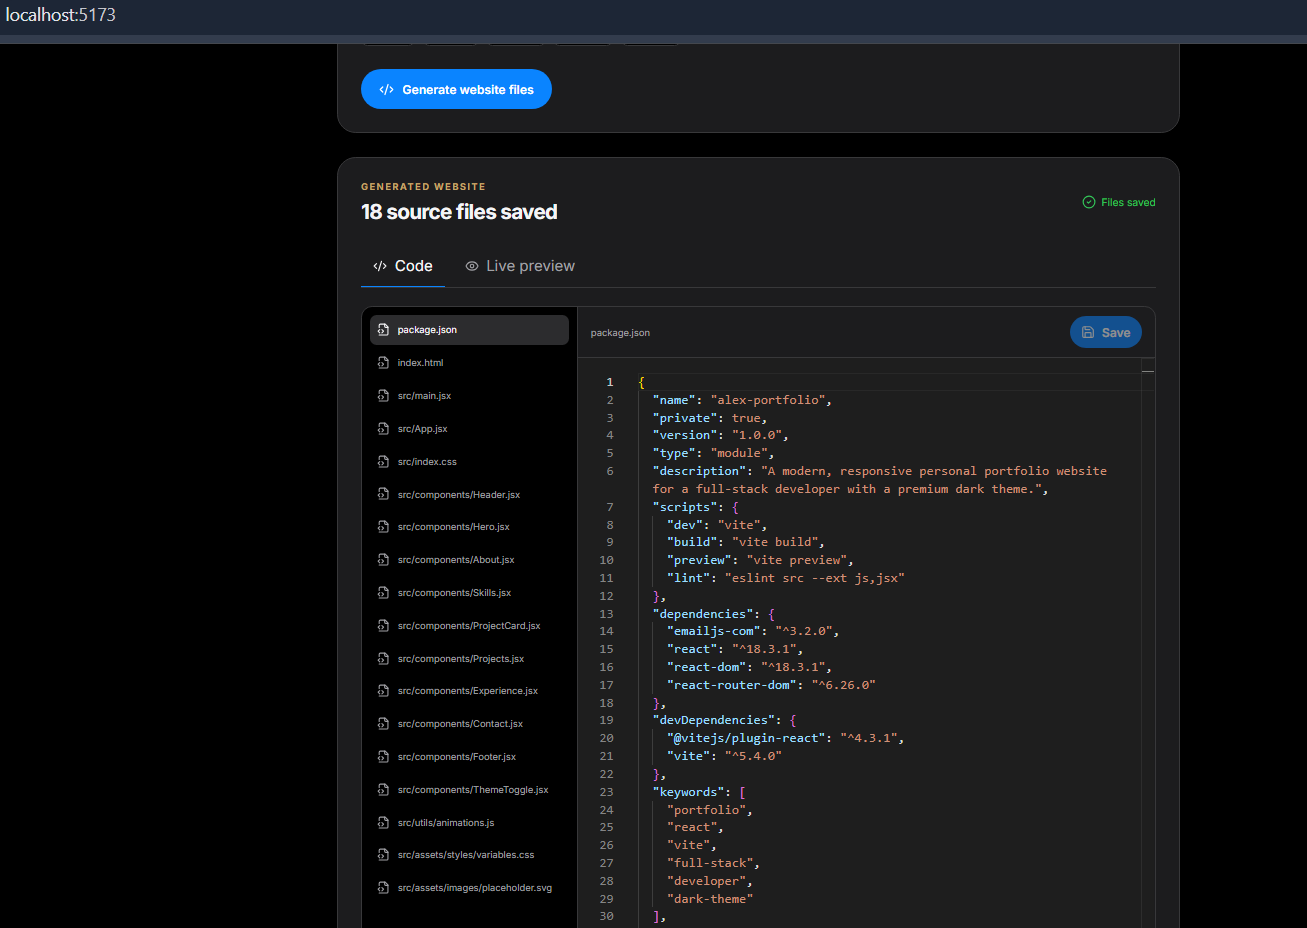 localhost:5173
Generate website files
GENERATED WEBSITE
18 source files saved
Files saved
Code
Live preview
package.json
index.html
src/main.jsx
src/App.jsx
src/index.css
src/components/Header.jsx
src/components/Hero.jsx
src/components/About.jsx
src/components/Skills.jsx
src/components/ProjectCard.jsx
src/components/Projects.jsx
src/components/Experience.jsx
src/components/Contact.jsx
src/components/Footer.jsx
src/components/ThemeToggle.jsx
src/utils/animations.js
src/assets/styles/variables.css
src/assets/images/placeholder.svg
package.json
Save
1 {
2 "name": "alex-portfolio",
3 "private": true,
4 "version": "1.0.0",
5 "type": "module",
6 "description": "A modern, responsive personal portfolio website
for a full-stack developer with a premium dark theme.",
7 "scripts": {
8 "dev": "vite",
9 "build": "vite build",
10 "preview": "vite preview",
11 "lint": "eslint src --ext js,jsx"
12 },
13 "dependencies": {
14 "emailjs-com": "^3.2.0",
15 "react": "^18.3.1",
16 "react-dom": "^18.3.1",
17 "react-router-dom": "^6.26.0"
18 },
19 "devDependencies": {
20 "@vitejs/plugin-react": "^4.3.1",
21 "vite": "^5.4.0"
22 },
23 "keywords": [
24 "portfolio",
25 "react",
26 "vite",
27 "full-stack",
28 "developer",
29 "dark-theme"
30 ],